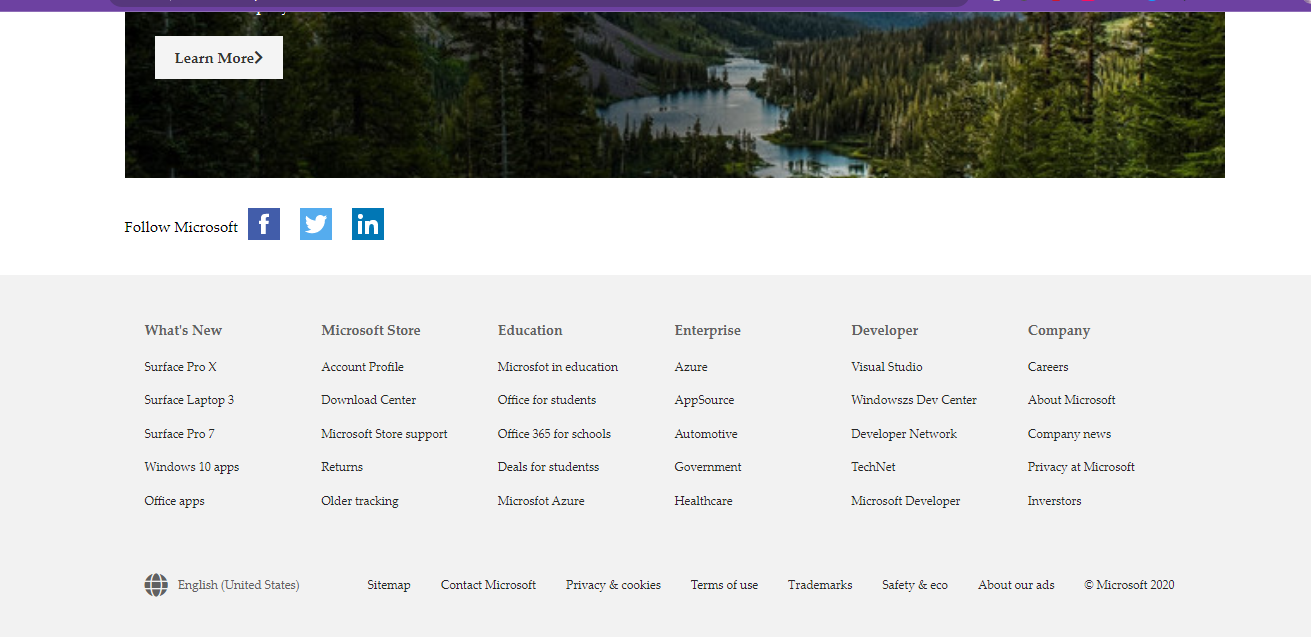 Learn More
Follow Microsoft
What's New Microsoft Store Education Enterprise Developer Company
Surface Pro X Account Profile Microsfot in education Azure Visual Studio Careers
Surface Laptop 3 Download Center Office for students AppSource Windowszs Dev Center About Microsoft
Surface Pro 7 Microsoft Store support Office 365 for schools Automotive Developer Network Company news
Windows 10 apps Returns Deals for studentss Government TechNet Privacy at Microsoft
Office apps Older tracking Microsfot Azure Healthcare Microsoft Developer Inverstors
English (United States) Sitemap Contact Microsoft Privacy & cookies Terms of use Trademarks Safety & eco About our ads © Microsoft 2020